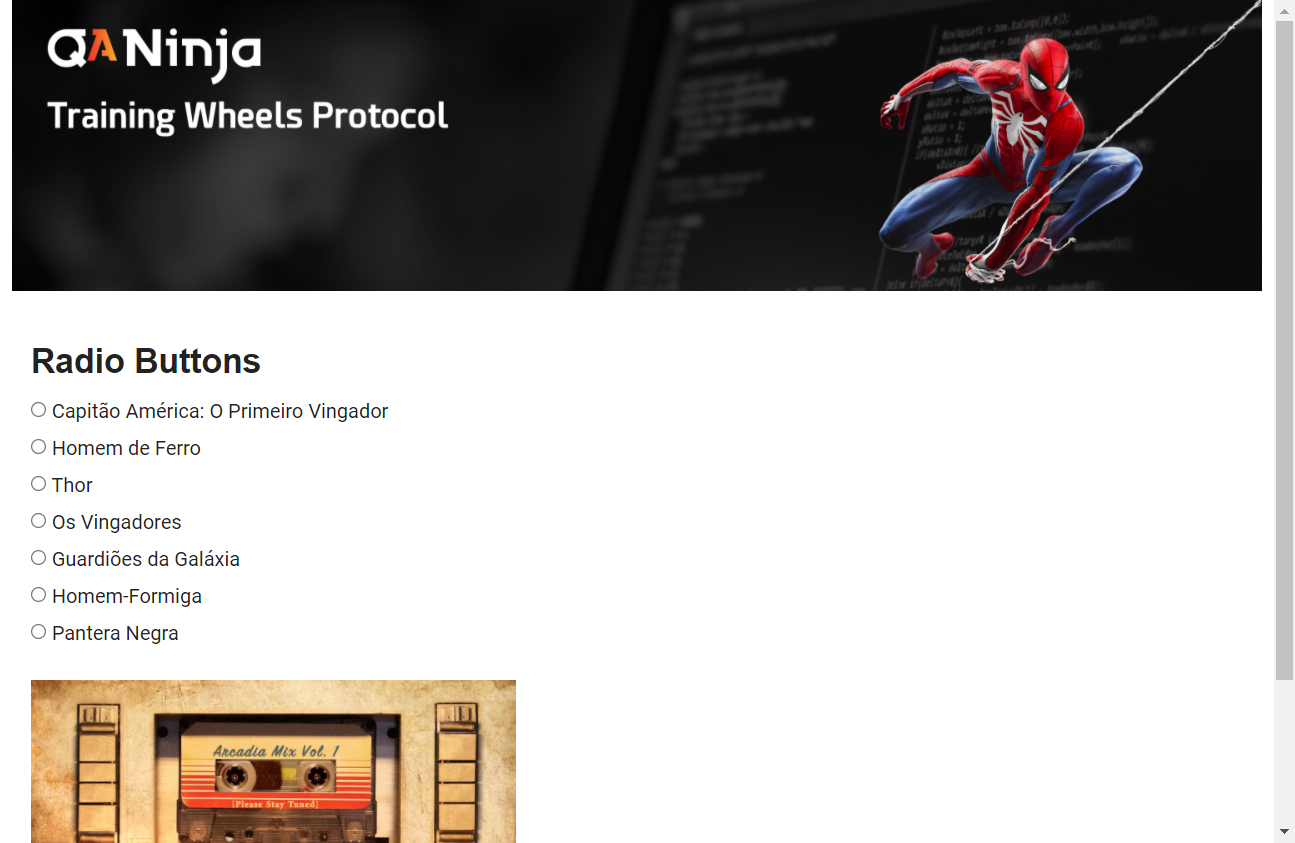 QANinja
Training Wheels Protocol
Radio Buttons
Capitão América: O Primeiro Vingador
Homem de Ferro
Thor
Os Vingadores
Guardiões da Galáxia
Homem-Formiga
Pantera Negra
Arcadia Mix Vol. 1
[Please Stay Tuned]